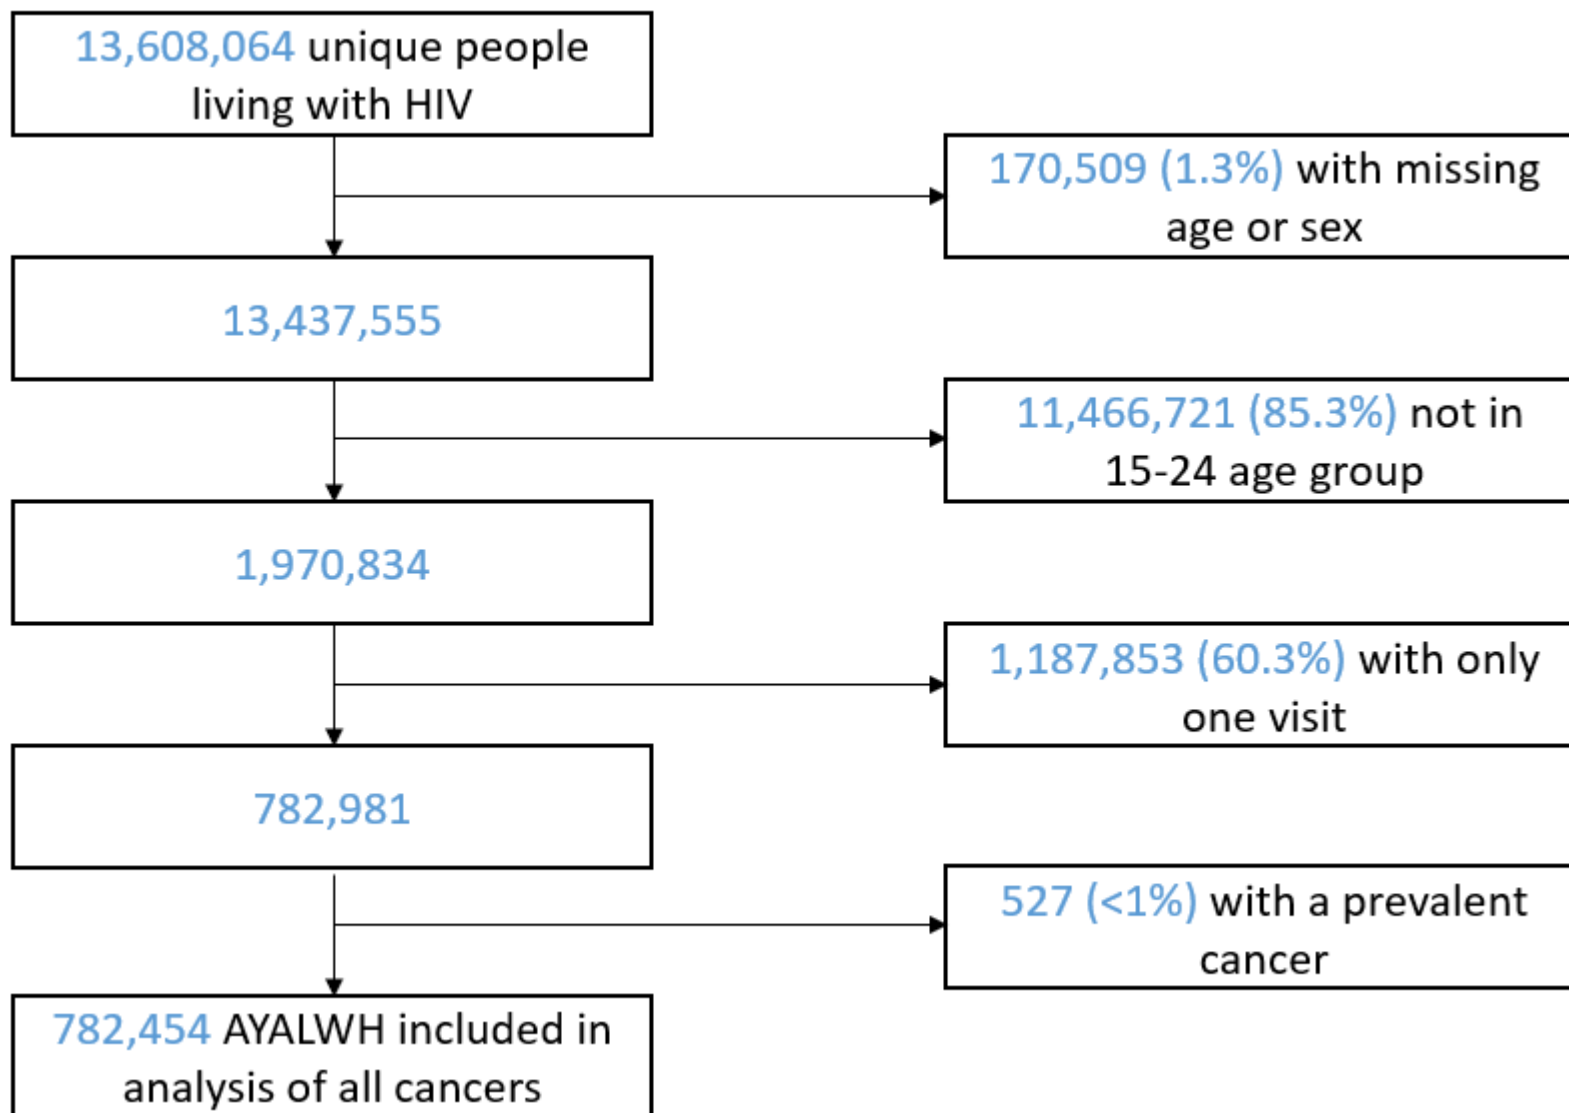 13,608,064 unique people
living with HIV
170,509 (1.3%) with missing
age or sex
13,437,555
11,466,721 (85.3%) not in
15-24 age group
1,970,834
1,187,853 (60.3%) with only
one visit
782,981
527 (<1%) with a prevalent
cancer
782,454 AYALWH included in
analysis of all cancers